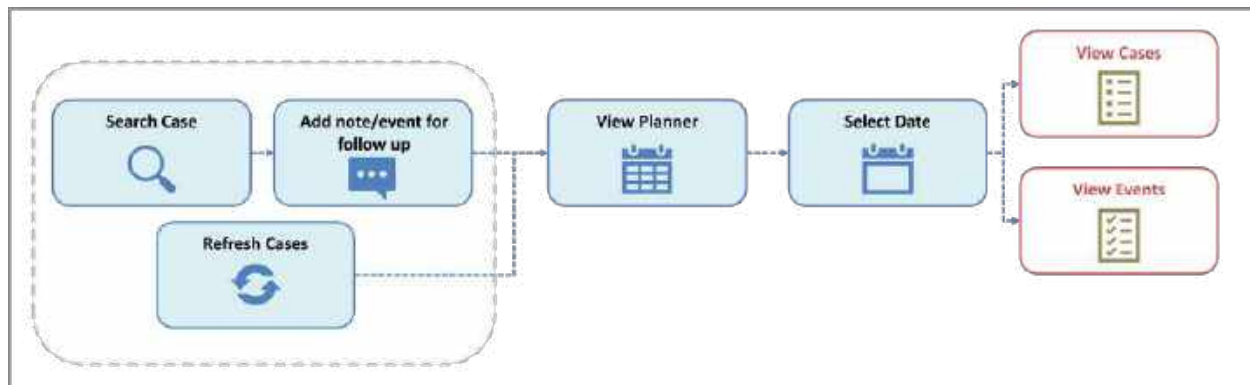 Search Case
Add note/event for
follow up
Refresh Cases
View Planner
Select Date
View Cases
View Events